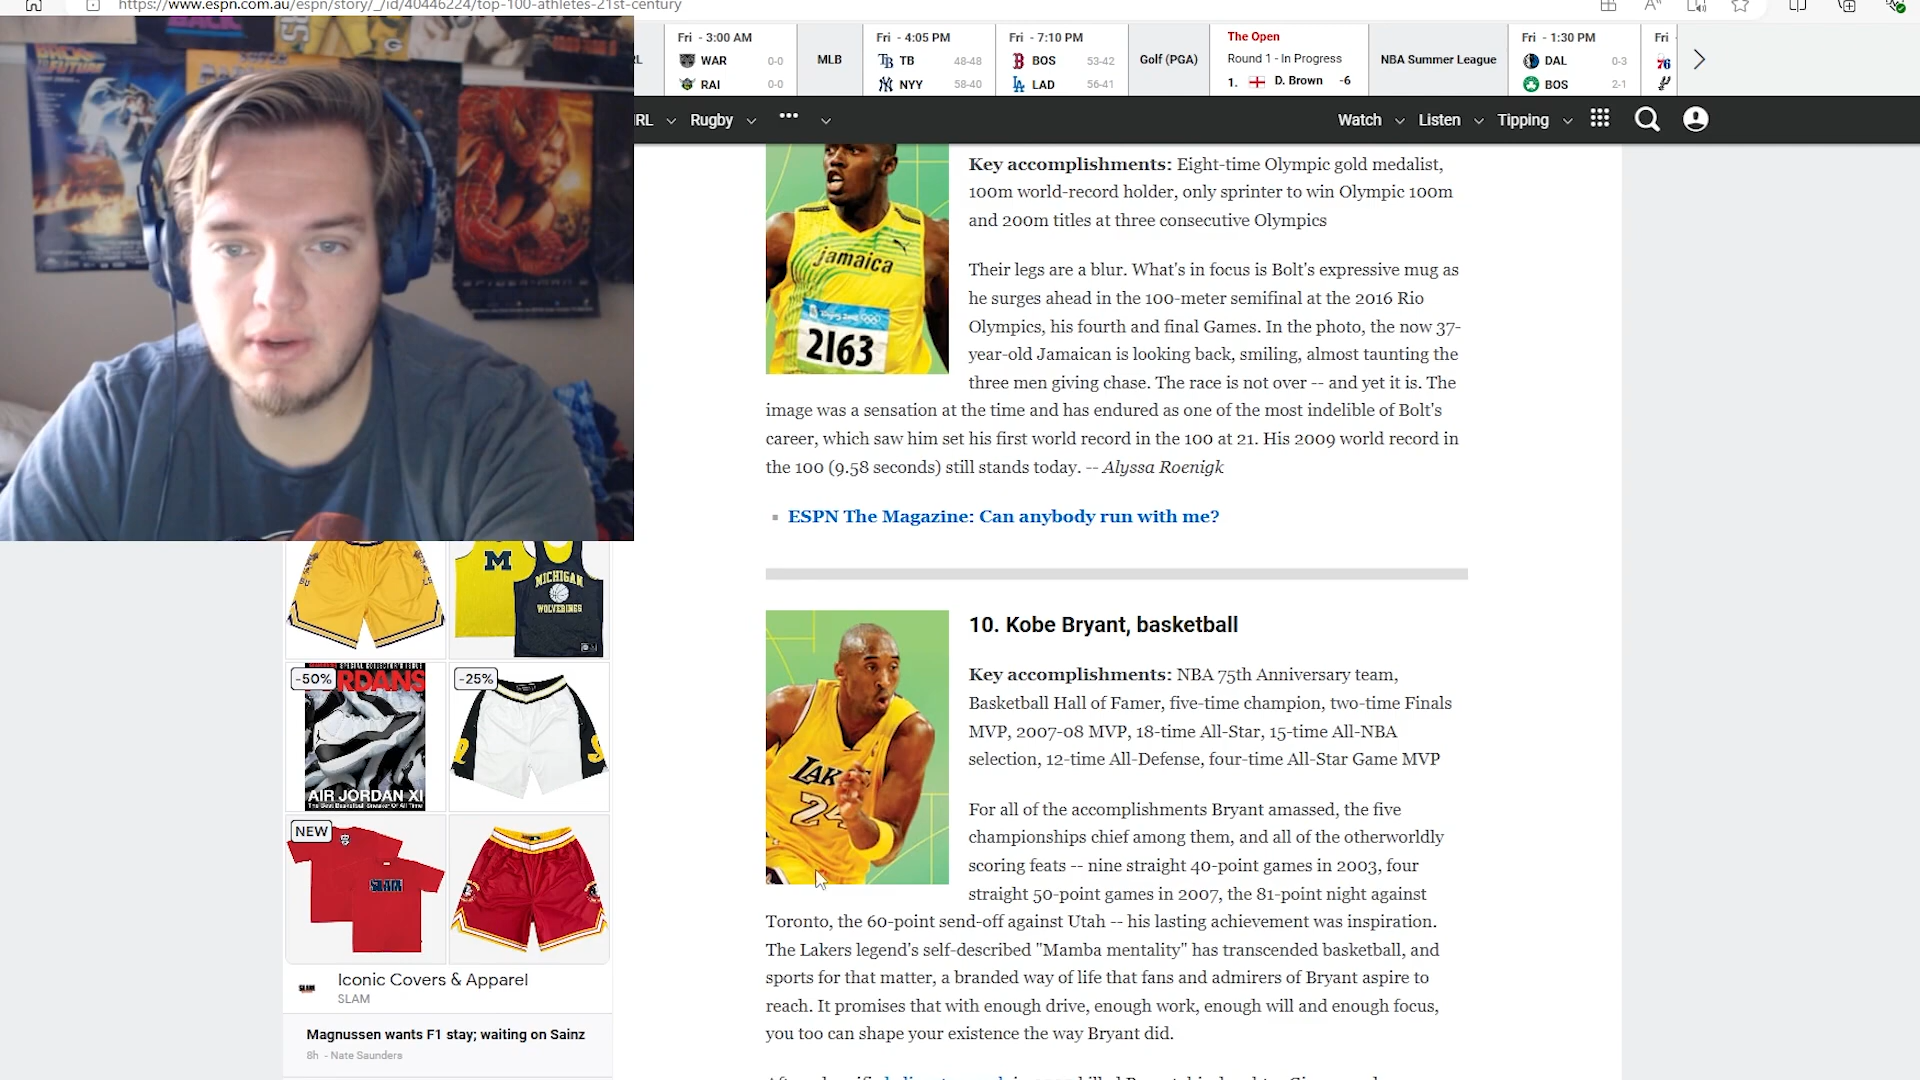 https://www.espn.com.au/espn/story/_/id/40446224/top-100-athletes-21st-century
Fri - 3:00 AM
WAR 0-0
RAI 0-0
MLB
Fri - 4:05 PM
TB 48-48
NYY 58-40
Fri - 7:10 PM
BOS 53-42
LAD 56-41
Golf (PGA)
The Open
Round 1 - In Progress
1. D. Brown -6
NBA Summer League
Fri - 1:30 PM
DAL 0-3
BOS 2-1
Fri
Rugby
Watch
Listen
Tipping
BACK TO FUTURE
jamaica
2163
Key accomplishments: Eight-time Olympic gold medalist,
100m world-record holder, only sprinter to win Olympic 100m
and 200m titles at three consecutive Olympics
Their legs are a blur. What's in focus is Bolt's expressive mug as
he surges ahead in the 100-meter semifinal at the 2016 Rio
Olympics, his fourth and final Games. In the photo, the now 37-
year-old Jamaican is looking back, smiling, almost taunting the
three men giving chase. The race is not over -- and yet it is. The
image was a sensation at the time and has endured as one of the most indelible of Bolt's
career, which saw him set his first world record in the 100 at 21. His 2009 world record in
the 100 (9.58 seconds) still stands today. -- Alyssa Roenigk
ESPN The Magazine: Can anybody run with me?
10. Kobe Bryant, basketball
Key accomplishments: NBA 75th Anniversary team,
Basketball Hall of Famer, five-time champion, two-time Finals
MVP, 2007-08 MVP, 18-time All-Star, 15-time All-NBA
selection, 12-time All-Defense, four-time All-Star Game MVP
For all of the accomplishments Bryant amassed, the five
championships chief among them, and all of the otherworldly
scoring feats -- nine straight 40-point games in 2003, four
straight 50-point games in 2007, the 81-point night against
Toronto, the 60-point send-off against Utah -- his lasting achievement was inspiration.
The Lakers legend's self-described "Mamba mentality" has transcended basketball, and
sports for that matter, a branded way of life that fans and admirers of Bryant aspire to
reach. It promises that with enough drive, enough work, enough will and enough focus,
you too can shape your existence the way Bryant did.
M
MICHIGAN
WOLVERINES
-50%
RDANS
AIR JORDAN XI
-25%
NEW
SLAM
Iconic Covers & Apparel
SLAM
Magnussen wants F1 stay; waiting on Sainz
8h - Nate Saunders